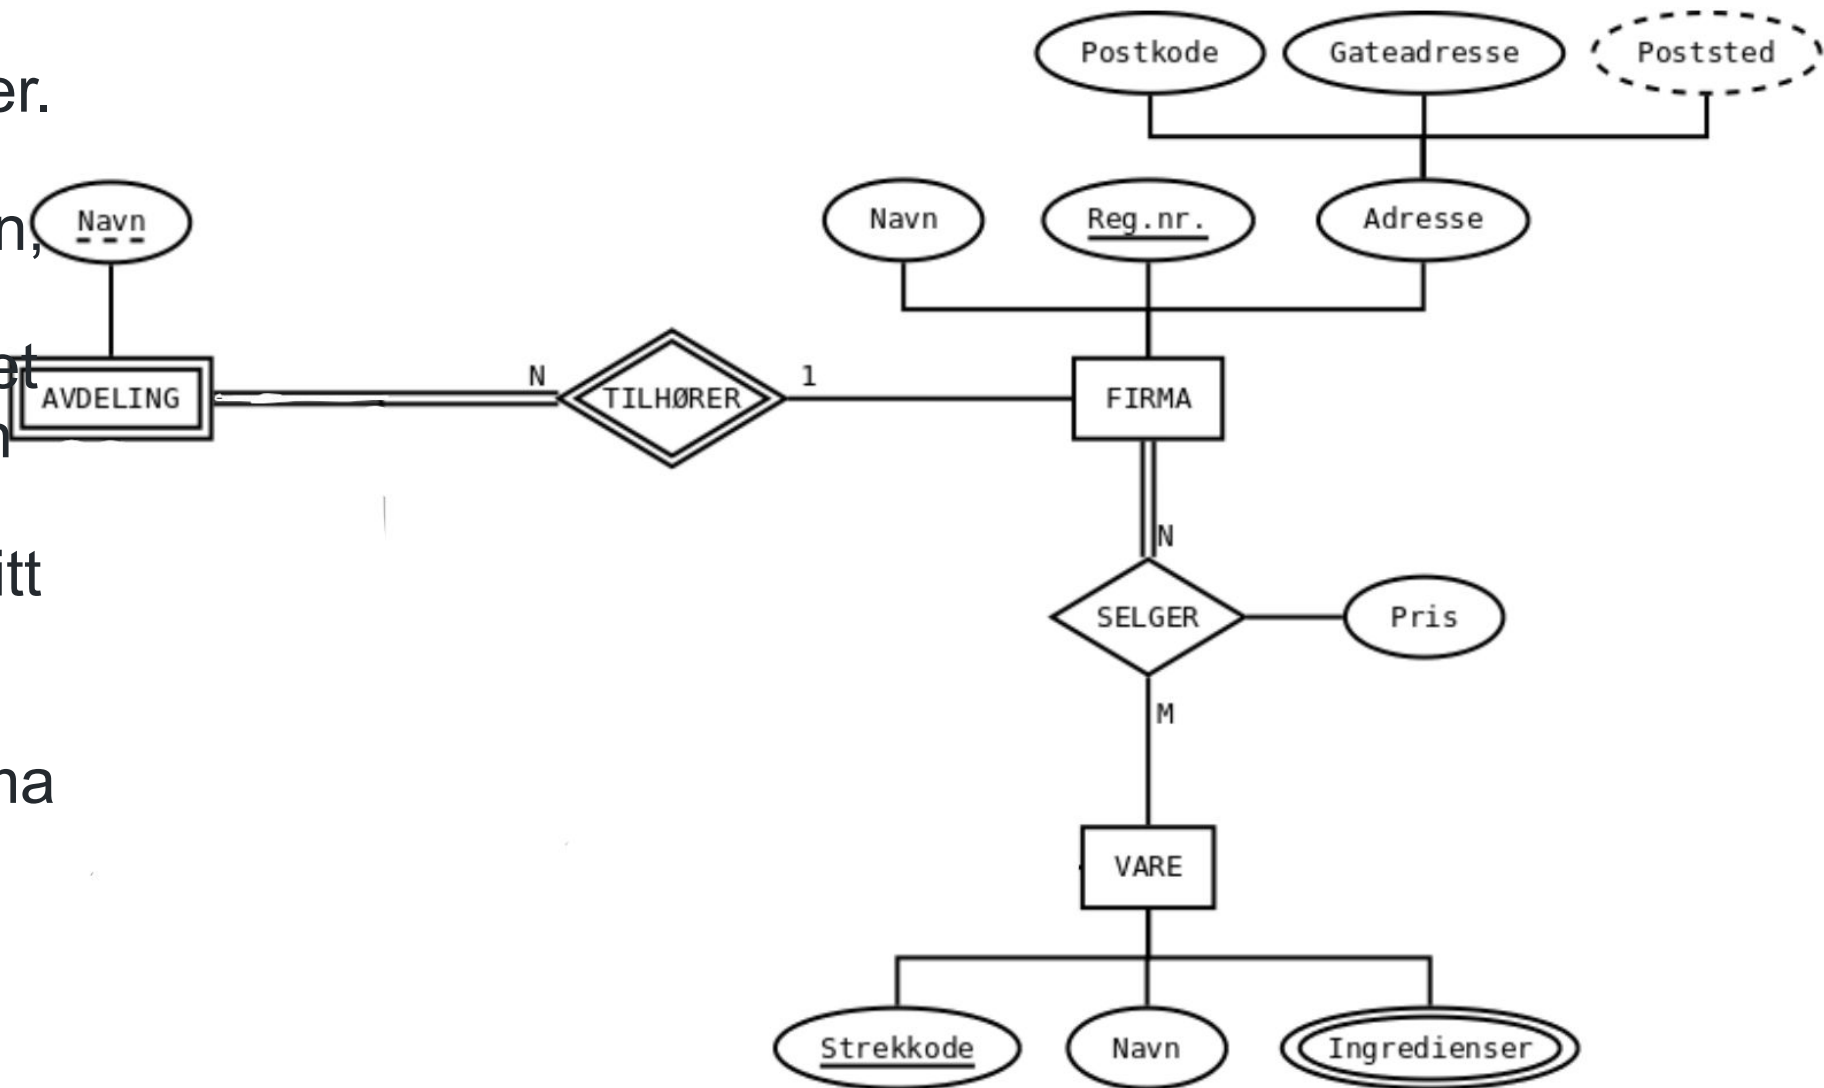 Postkode Gateadresse Poststed
er.
Navn Navn Reg.nr. Adresse
n,
N 1
et
AVDELING TILHØRER FIRMA
N
itt
SELGER Pris
M
na
VARE
Strekkode Navn Ingredienser